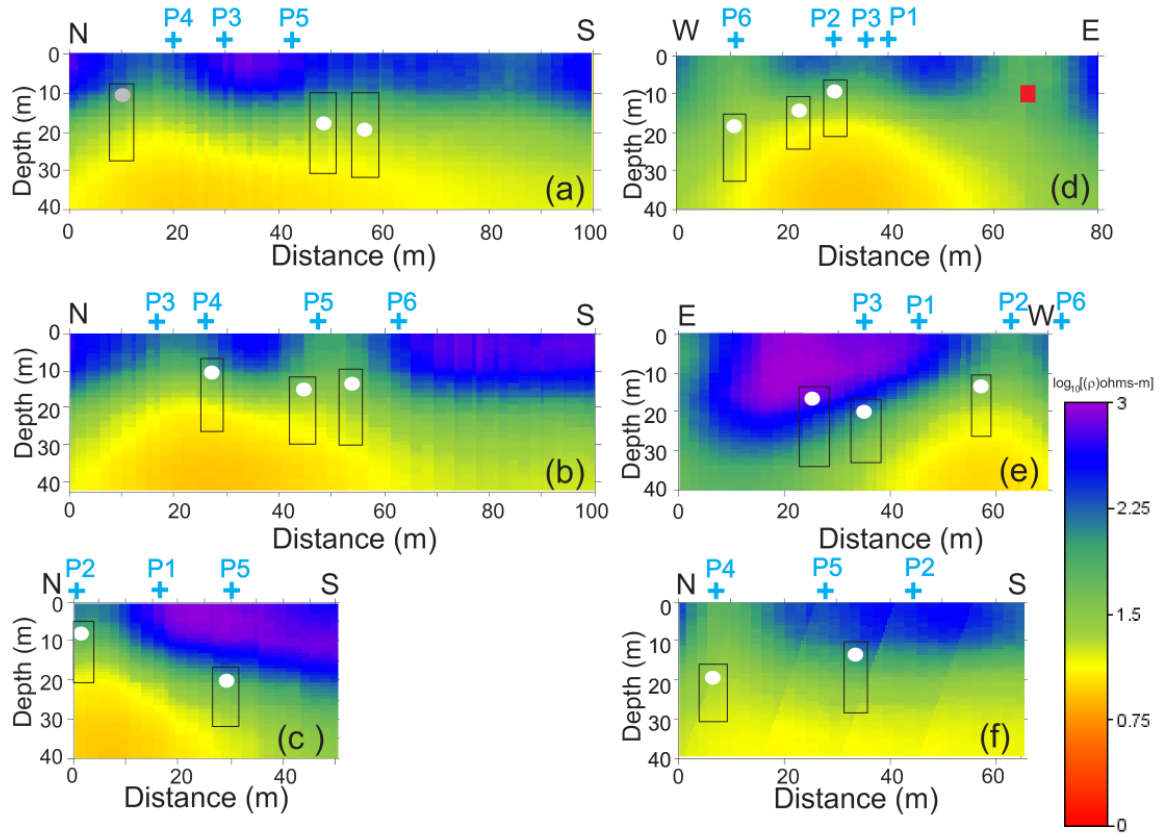 P4 P3 P5
N S
0
10
20
30
40
Depth (m)
(a)
0 20 40 60 80 100
Distance (m)
P6 P2 P3 P1
W E
0
10
20
30
40
Depth (m)
(d)
0 20 40 60 80
Distance (m)
P3 P4 P5 P6
N S
0
10
20
30
40
Depth (m)
(b)
0 20 40 60 80 100
Distance (m)
P3 P1 P2 P6
E W
0
10
20
30
40
Depth (m)
(e)
0 20 40 60
Distance (m)
P2 P1 P5
N S
0
10
20
30
40
Depth (m)
(c )
0 20 40
Distance (m)
P4 P5 P2
N S
0
10
20
30
40
Depth (m)
(f)
0 20 40 60
Distance (m)
log10[(ρ)ohms-m]
3
2.25
1.5
0.75
0